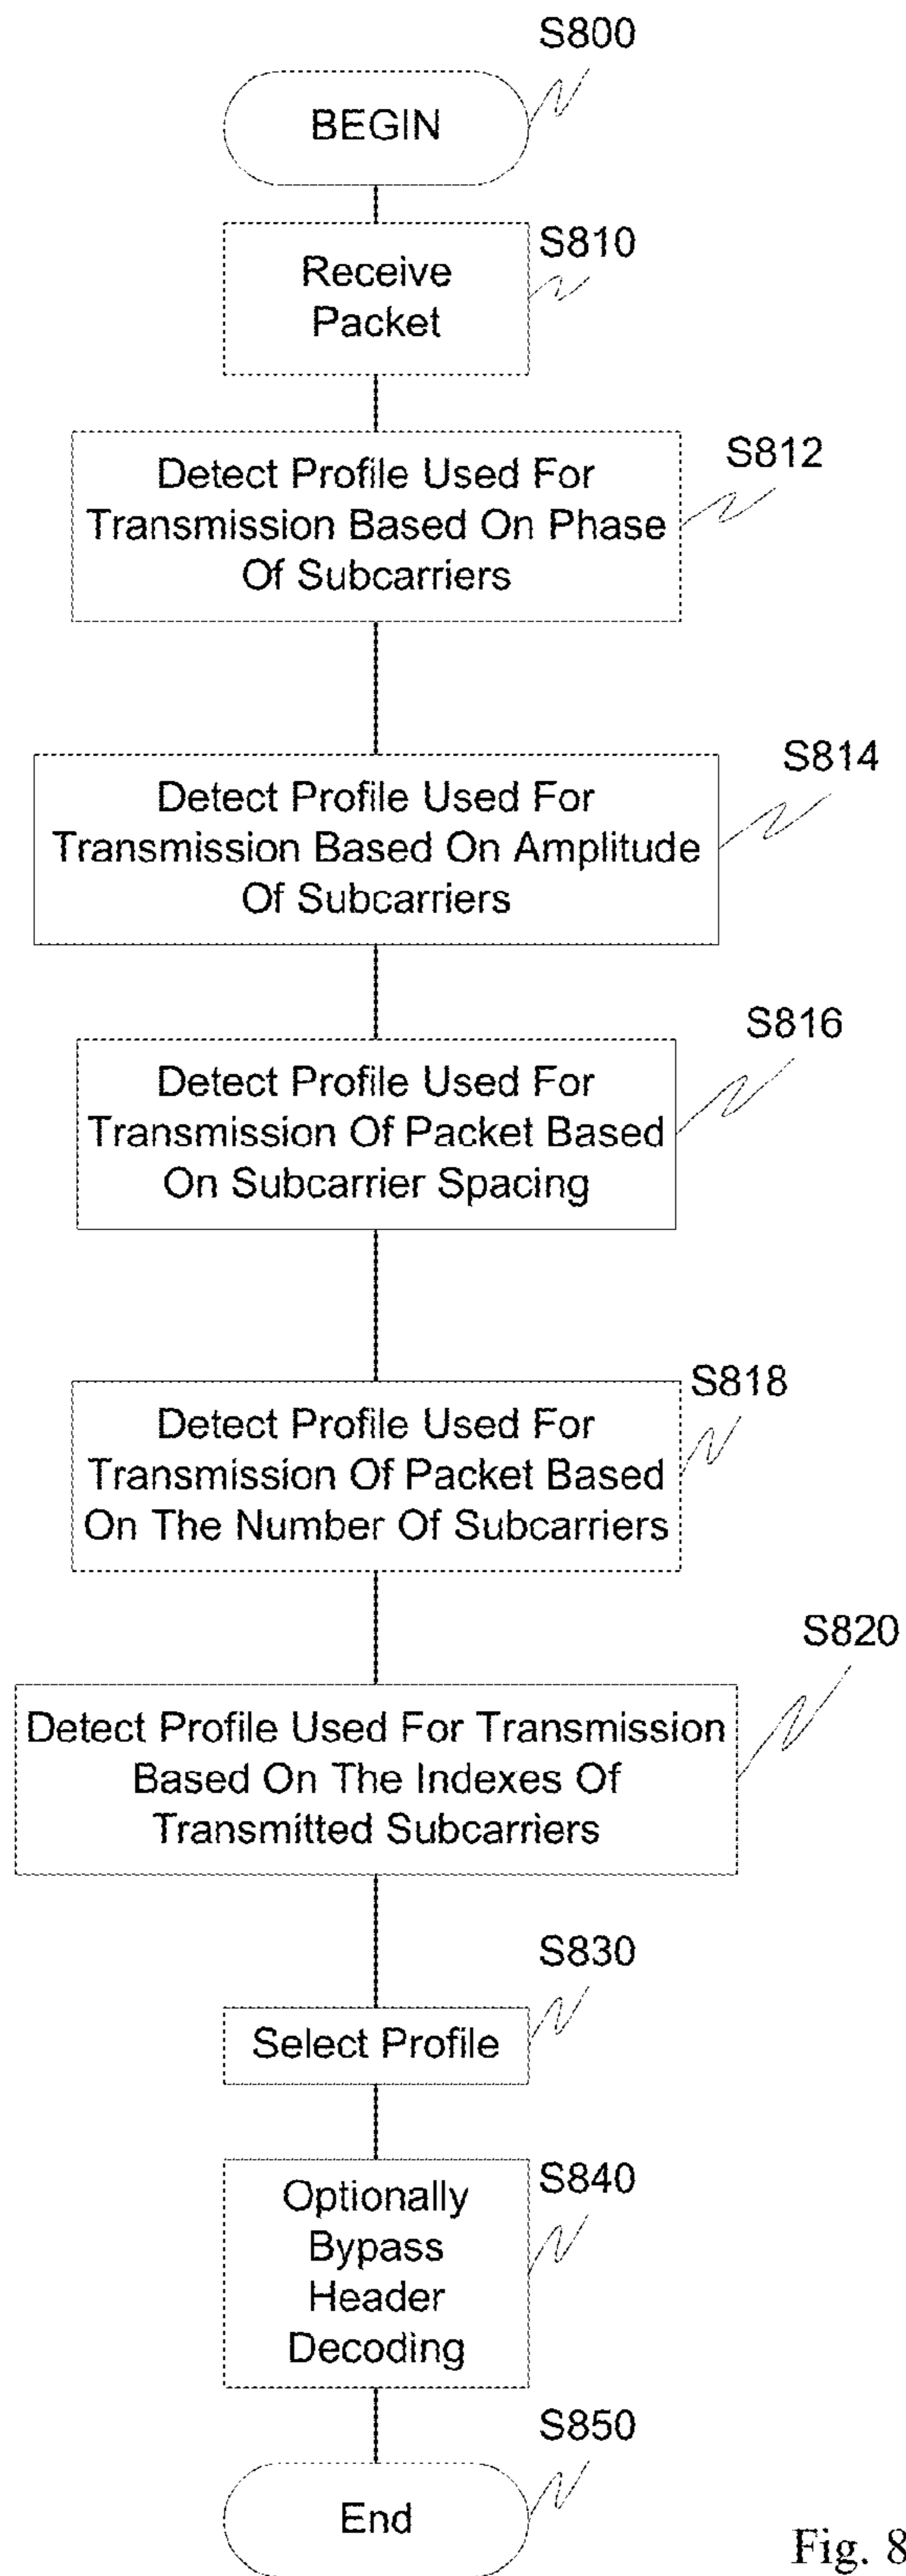 S800
BEGIN
S810
Receive
Packet
S812
Detect Profile Used For
Transmission Based On Phase
Of Subcarriers
S814
Detect Profile Used For
Transmission Based On Amplitude
Of Subcarriers
S816
Detect Profile Used For
Transmission Of Packet Based
On Subcarrier Spacing
S818
Detect Profile Used For
Transmission Of Packet Based
On The Number Of Subcarriers
S820
Detect Profile Used For Transmission
Based On The Indexes Of
Transmitted Subcarriers
S830
Select Profile
S840
Optionally
Bypass
Header
Decoding
S850
End
Fig. 8